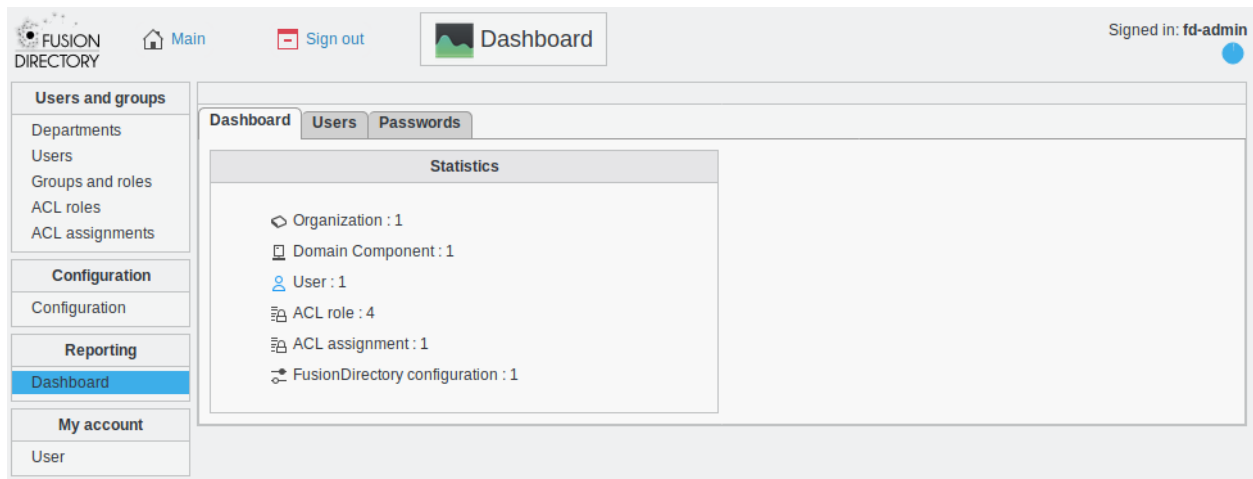 FUSION
DIRECTORY
Main
Sign out
Dashboard
Signed in: fd-admin
Users and groups
Departments
Users
Groups and roles
ACL roles
ACL assignments
Configuration
Configuration
Reporting
Dashboard
My account
User
Dashboard
Users
Passwords
Statistics
Organization : 1
Domain Component : 1
User : 1
ACL role : 4
ACL assignment : 1
FusionDirectory configuration : 1